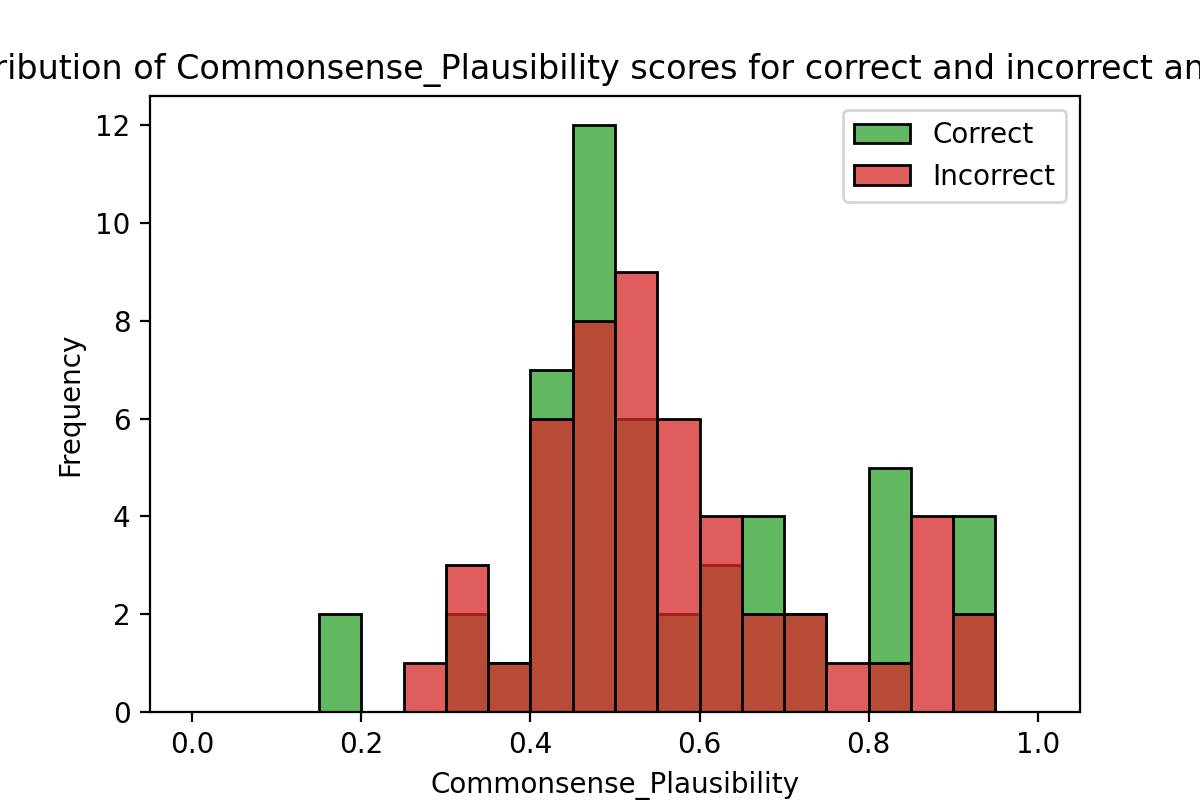 ribution of Commonsense_Plausibility scores for correct and incorrect an
Correct
Incorrect
12
10
8
6
4
2
0
Frequency
0.0 0.2 0.4 0.6 0.8 1.0
Commonsense_Plausibility